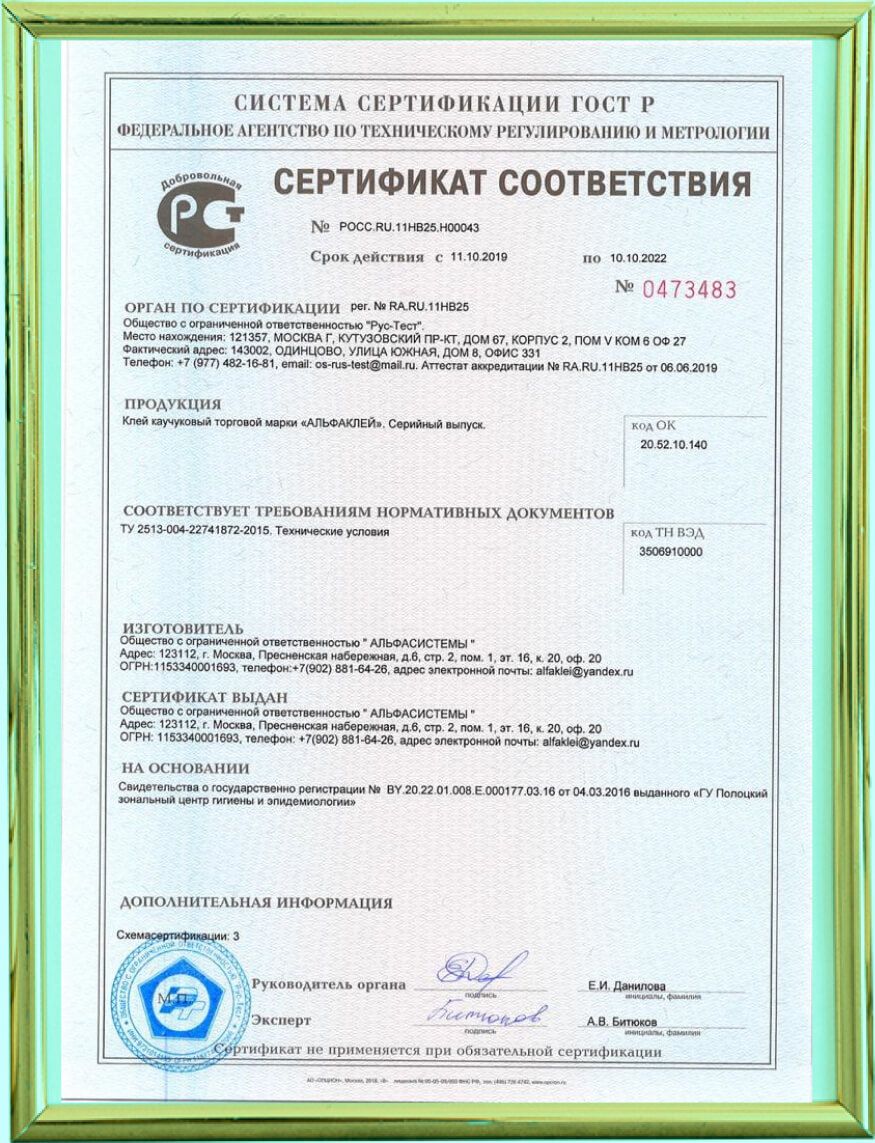 СИСТЕМА СЕРТИФИКАЦИИ ГОСТ Р
ФЕДЕРАЛЬНОЕ АГЕНТСТВО ПО ТЕХНИЧЕСКОМУ РЕГУЛИРОВАНИЮ И МЕТРОЛОГИИ
Добровольная
РСТ
сертификация
СЕРТИФИКАТ СООТВЕТСТВИЯ
№ РОСС.RU.11НВ25.Н00043
Срок действия с 11.10.2019 по 10.10.2022
№ 0473483
ОРГАН ПО СЕРТИФИКАЦИИ рег. № RA.RU.11НВ25
Общество с ограниченной ответственностью "Рус-Тест".
Место нахождения: 121357, МОСКВА Г, КУТУЗОВСКИЙ ПР-КТ, ДОМ 67, КОРПУС 2, ПОМ V КОМ 6 ОФ 27
Фактический адрес: 143002, ОДИНЦОВО, УЛИЦА ЮЖНАЯ, ДОМ 8, ОФИС 331
Телефон: +7 (977) 482-16-81, email: os-rus-test@mail.ru. Аттестат аккредитации № RA.RU.11НВ25 от 06.06.2019
ПРОДУКЦИЯ
Клей каучуковый торговой марки «АЛЬФАКЛЕЙ». Серийный выпуск.
код ОК
20.52.10.140
СООТВЕТСТВУЕТ ТРЕБОВАНИЯМ НОРМАТИВНЫХ ДОКУМЕНТОВ
ТУ 2513-004-22741872-2015. Технические условия
код ТН ВЭД
3506910000
ИЗГОТОВИТЕЛЬ
Общество с ограниченной ответственностью " АЛЬФАСИСТЕМЫ "
Адрес: 123112, г. Москва, Пресненская набережная, д.6, стр. 2, пом. 1, эт. 16, к. 20, оф. 20
ОГРН:1153340001693, телефон:+7(902) 881-64-26, адрес электронной почты: alfaklei@yandex.ru
СЕРТИФИКАТ ВЫДАН
Общество с ограниченной ответственностью " АЛЬФАСИСТЕМЫ "
Адрес: 123112, г. Москва, Пресненская набережная, д.6, стр. 2, пом. 1, эт. 16, к. 20, оф. 20
ОГРН: 1153340001693, телефон: +7(902) 881-64-26, адрес электронной почты: alfaklei@yandex.ru
НА ОСНОВАНИИ
Свидетельства о государственно регистрации № BY.20.22.01.008.Е.000177.03.16 от 04.03.2016 выданного «ГУ Полоцкий
зональный центр гигиены и эпидемиологии»
ДОПОЛНИТЕЛЬНАЯ ИНФОРМАЦИЯ
Схемасертификации: 3
М.П.
Руководитель органа
подпись
Е.И. Данилова
инициалы, фамилия
Эксперт
Битюков
подпись
А.В. Битюков
инициалы, фамилия
Сертификат не применяется при обязательной сертификации